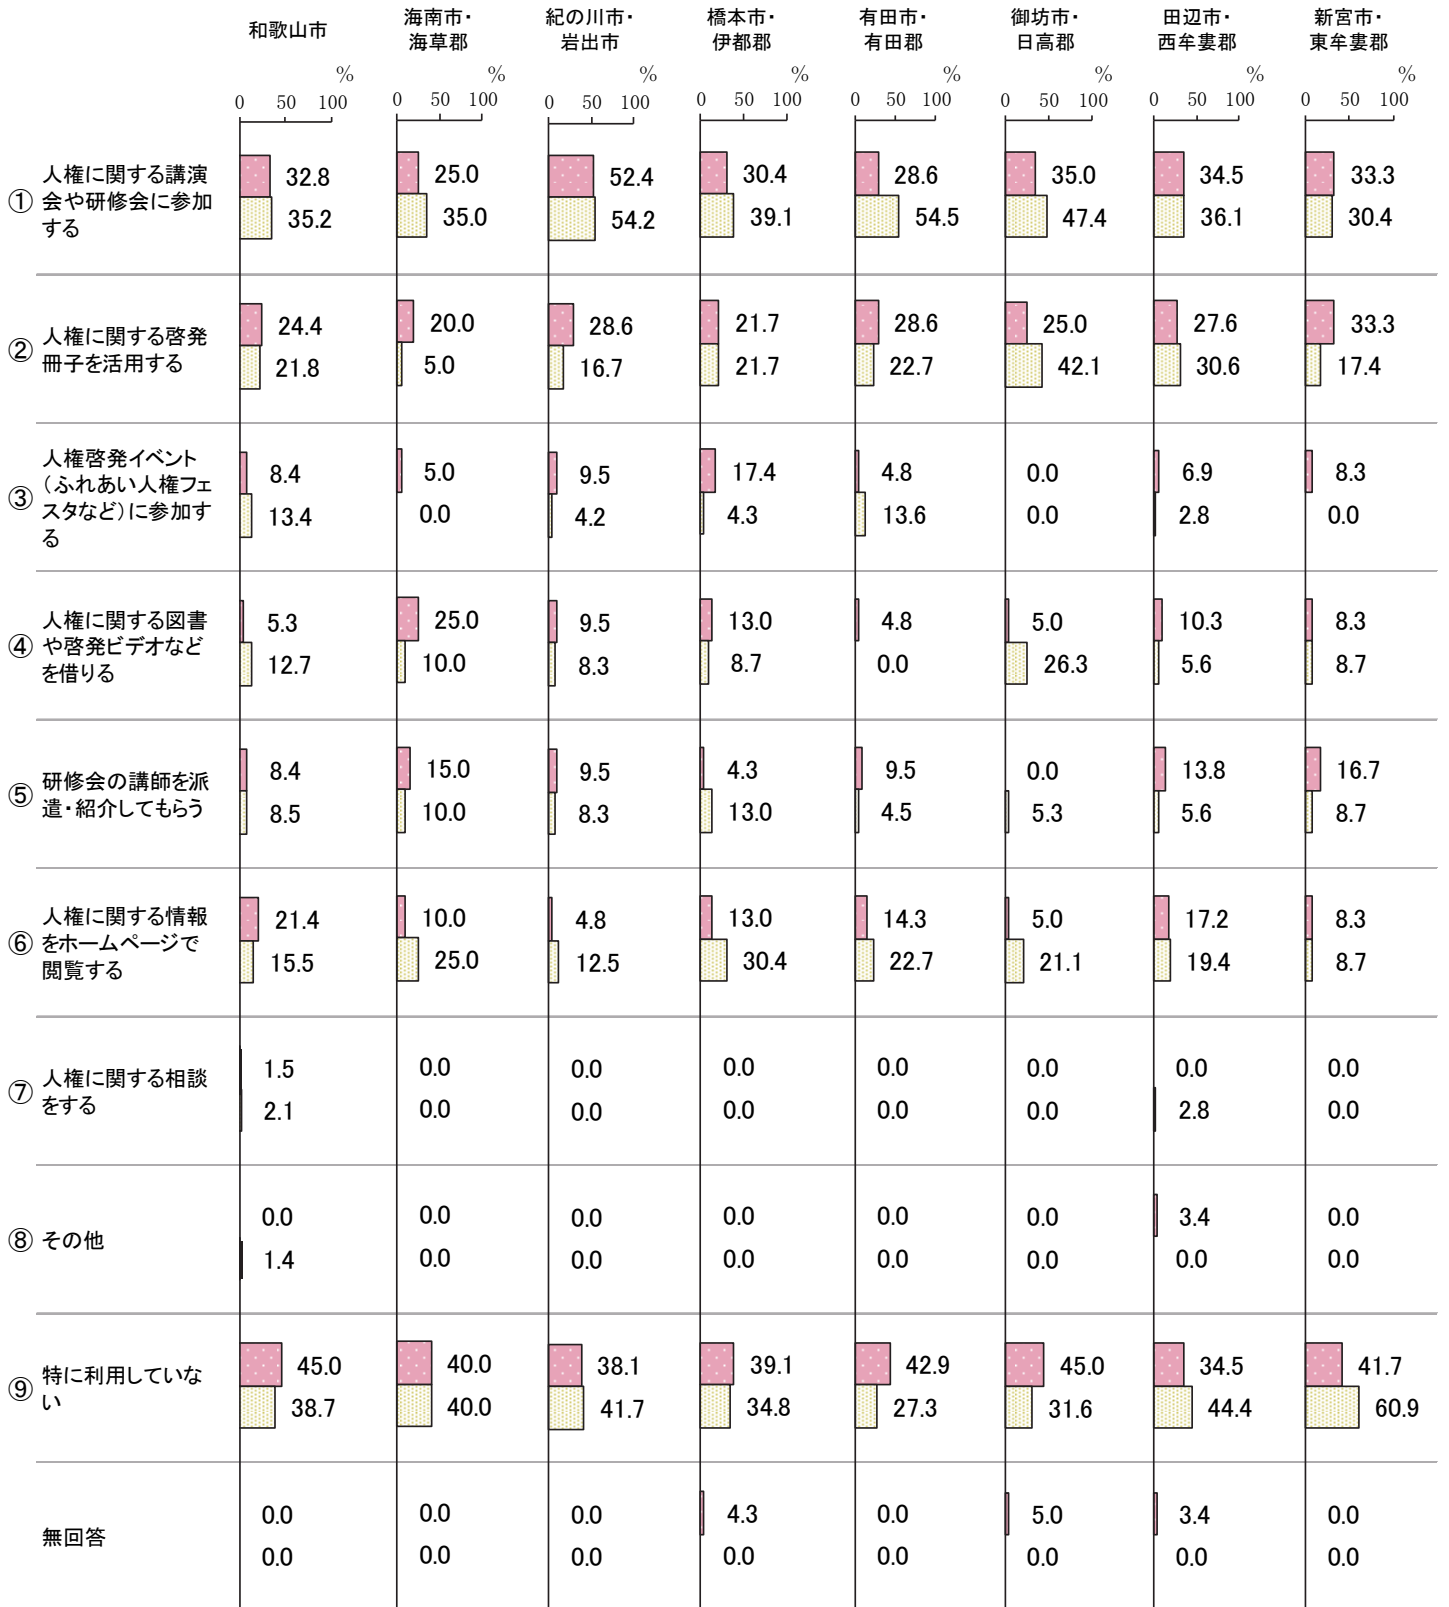 和歌山市
海南市・
海草郡
紀の川市・
岩出市
橋本市・
伊都郡
有田市・
有田郡
御坊市・
日高郡
田辺市・
西牟婁郡
新宮市・
東牟婁郡
% % % % % % % %
0 50 100 0 50 100 0 50 100 0 50 100 0 50 100 0 50 100 0 50 100 0 50 100
①
人権に関する講演
会や研修会に参加
する
32.8 25.0 52.4 30.4 28.6 35.0 34.5 33.3
35.2 35.0 54.2 39.1 54.5 47.4 36.1 30.4
②
人権に関する啓発
冊子を活用する
24.4 20.0 28.6 21.7 28.6 25.0 27.6 33.3
21.8 5.0 16.7 21.7 22.7 42.1 30.6 17.4
③
人権啓発イベント
（ふれあい人権フェ
スタなど）に参加す
る
8.4 5.0 9.5 17.4 4.8 0.0 6.9 8.3
13.4 0.0 4.2 4.3 13.6 0.0 2.8 0.0
④
人権に関する図書
や啓発ビデオなど
を借りる
5.3 25.0 9.5 13.0 4.8 5.0 10.3 8.3
12.7 10.0 8.3 8.7 0.0 26.3 5.6 8.7
⑤
研修会の講師を派
遣・紹介してもらう
8.4 15.0 9.5 4.3 9.5 0.0 13.8 16.7
8.5 10.0 8.3 13.0 4.5 5.3 5.6 8.7
⑥
人権に関する情報
をホームページで
閲覧する
21.4 10.0 4.8 13.0 14.3 5.0 17.2 8.3
15.5 25.0 12.5 30.4 22.7 21.1 19.4 8.7
⑦
人権に関する相談
をする
1.5 0.0 0.0 0.0 0.0 0.0 0.0 0.0
2.1 0.0 0.0 0.0 0.0 0.0 2.8 0.0
⑧
その他
0.0 0.0 0.0 0.0 0.0 0.0 3.4 0.0
1.4 0.0 0.0 0.0 0.0 0.0 0.0 0.0
⑨
特に利用していな
い
45.0 40.0 38.1 39.1 42.9 45.0 34.5 41.7
38.7 40.0 41.7 34.8 27.3 31.6 44.4 60.9
無回答
0.0 0.0 0.0 4.3 0.0 5.0 3.4 0.0
0.0 0.0 0.0 0.0 0.0 0.0 0.0 0.0